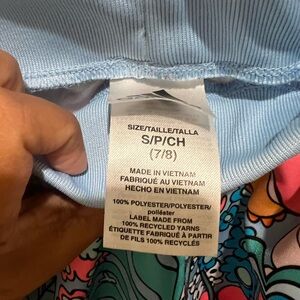 SIZE/TAILLE/TALLA
S/P/CH
(7/8)
MADE IN VIETNAM
FABRIQUÉ AU VIETNAM
HECHO EN VIETNAM
100% POLYESTER/POLYESTER/
poliéster
LABEL MADE FROM
100% RECYCLED YARNS
ÉTIQUETTE FABRIQUÉE À PARTIR
DE FILS 100% RECYCLÉS